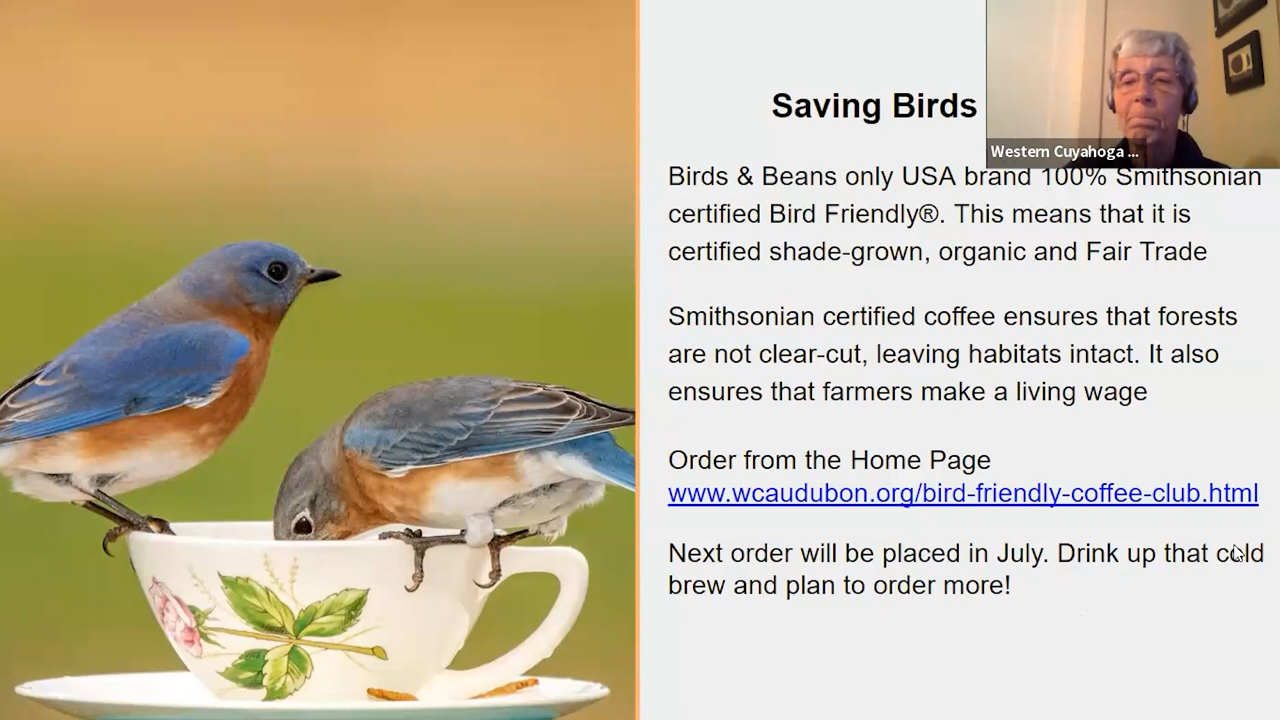 Saving Birds
Western Cuyahoga ...
Birds & Beans only USA brand 100% Smithsonian
certified Bird Friendly®. This means that it is
certified shade-grown, organic and Fair Trade
Smithsonian certified coffee ensures that forests
are not clear-cut, leaving habitats intact. It also
ensures that farmers make a living wage
Order from the Home Page
www.wcaudubon.org/bird-friendly-coffee-club.html
Next order will be placed in July. Drink up that cold
brew and plan to order more!